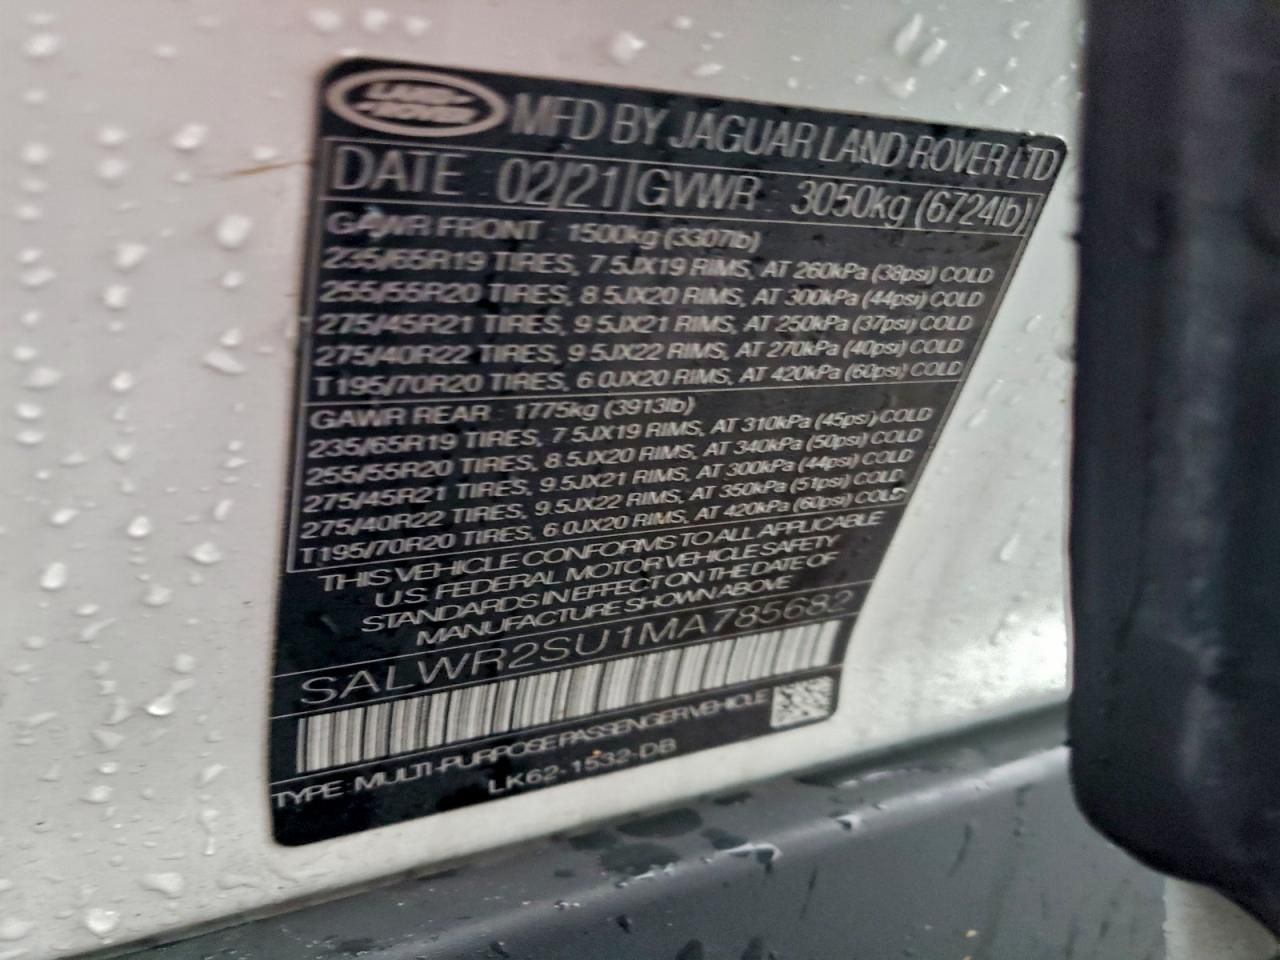 LAND ROVER
MFD BY JAGUAR LAND ROVER LTD
DATE : 02/21 GVWR : 3050kg (6724lb)
GAWR FRONT : 1500kg (3307lb)
235/65R19 TIRES, 7.5JX19 RIMS, AT 260kPa (38psi) COLD
255/55R20 TIRES, 8.5JX20 RIMS, AT 300kPa (44psi) COLD
275/45R21 TIRES, 9.5JX21 RIMS, AT 250kPa (37psi) COLD
275/40R22 TIRES, 9.5JX22 RIMS, AT 270kPa (40psi) COLD
T195/70R20 TIRES, 6.0JX20 RIMS, AT 420kPa (60psi) COLD
GAWR REAR : 1775kg (3913lb)
235/65R19 TIRES, 7.5JX19 RIMS, AT 310kPa (45psi) COLD
255/55R20 TIRES, 8.5JX20 RIMS, AT 340kPa (50psi) COLD
275/45R21 TIRES, 9.5JX21 RIMS, AT 300kPa (44psi) COLD
275/40R22 TIRES, 9.5JX22 RIMS, AT 350kPa (51psi) COLD
T195/70R20 TIRES, 6.0JX20 RIMS, AT 420kPa (60psi) COLD
THIS VEHICLE CONFORMS TO ALL APPLICABLE
U.S. FEDERAL MOTOR VEHICLE SAFETY
STANDARDS IN EFFECT ON THE DATE OF
MANUFACTURE SHOWN ABOVE
SALWR2SU1MA785682
TYPE: MULTI-PURPOSE PASSENGER VEHICLE
LK62-1532-DB